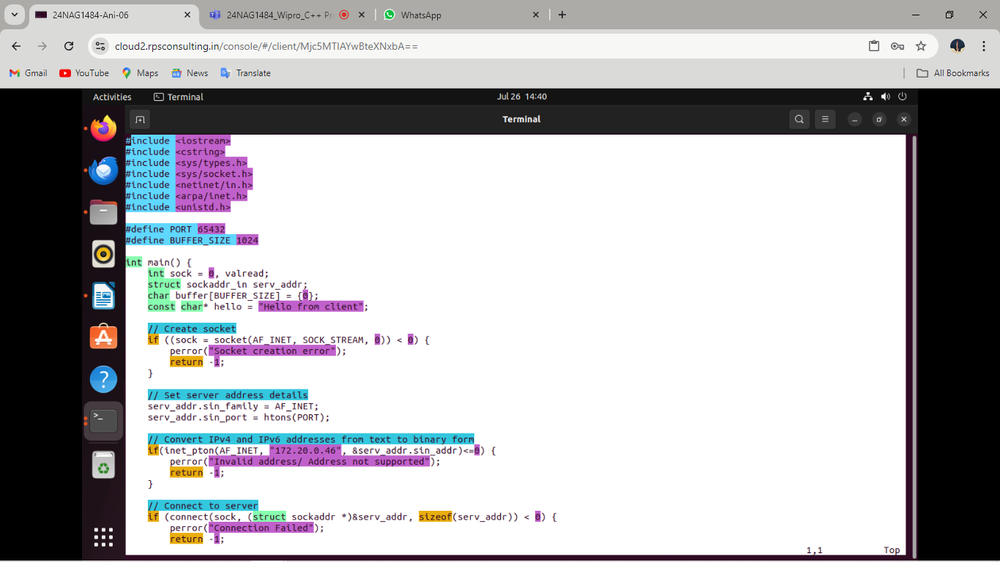 24NAG1484-Ani-06
24NAG1484_Wipro_C++ Pr
WhatsApp
cloud2.rpsconsulting.in/console/#/client/Mjc5MTlAYwBteXNxbA==
Gmail
YouTube
Maps
News
Translate
All Bookmarks
Activities
Terminal
Jul 26 14:40
Terminal
#include <iostream>
#include <cstring>
#include <sys/types.h>
#include <sys/socket.h>
#include <netinet/in.h>
#include <arpa/inet.h>
#include <unistd.h>
#define PORT 65432
#define BUFFER_SIZE 1024
int main() {
    int sock = 0, valread;
    struct sockaddr_in serv_addr;
    char buffer[BUFFER_SIZE] = {0};
    const char* hello = "Hello from client";
    // Create socket
    if ((sock = socket(AF_INET, SOCK_STREAM, 0)) < 0) {
        perror("Socket creation error");
        return -1;
    }
    // Set server address details
    serv_addr.sin_family = AF_INET;
    serv_addr.sin_port = htons(PORT);
    // Convert IPv4 and IPv6 addresses from text to binary form
    if(inet_pton(AF_INET, "172.20.0.46", &serv_addr.sin_addr)<=0) {
        perror("Invalid address/ Address not supported");
        return -1;
    }
    // Connect to server
    if (connect(sock, (struct sockaddr *)&serv_addr, sizeof(serv_addr)) < 0) {
        perror("Connection Failed");
        return -1;
1,1 Top